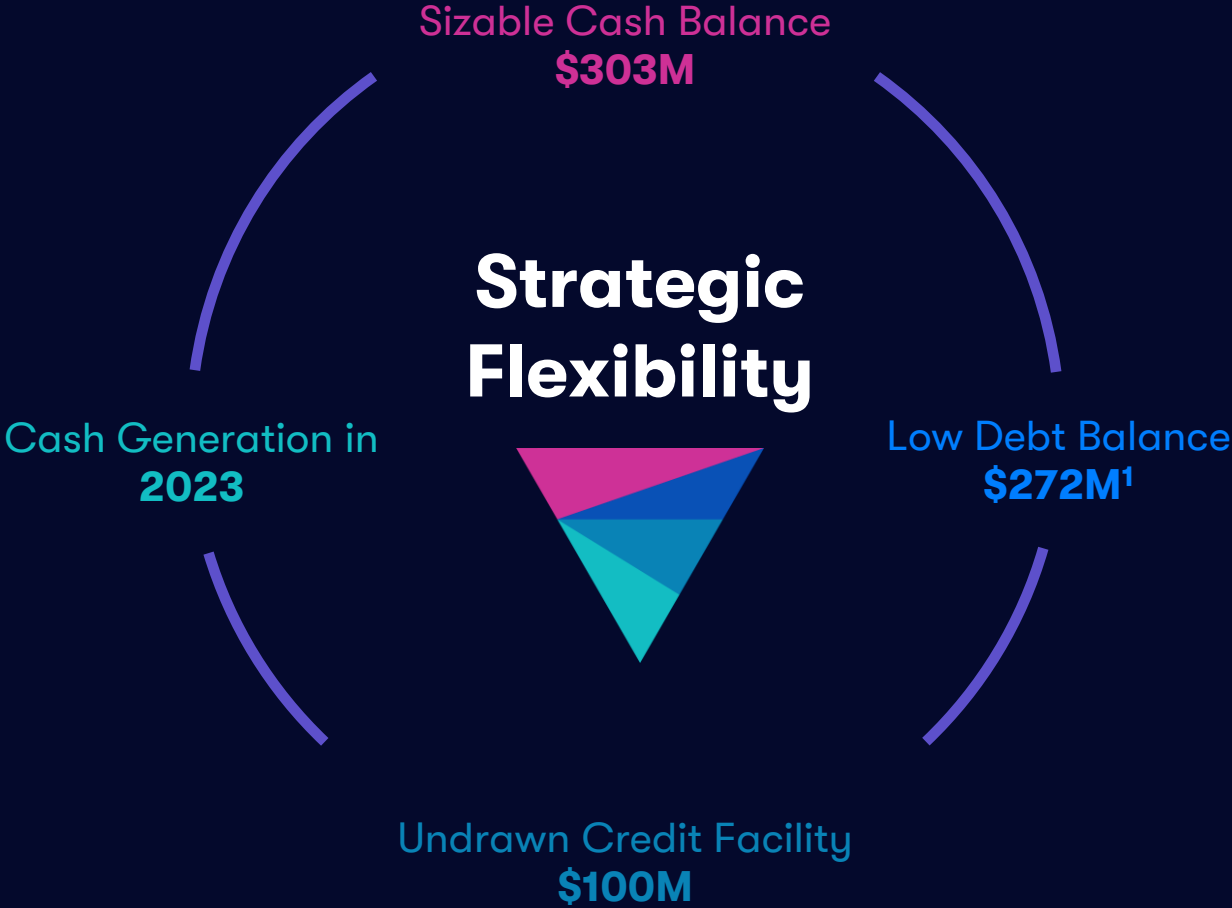 Sizable Cash Balance
$303M
Strategic
Flexibility
Cash Generation in
2023
Low Debt Balance
$272M¹
Undrawn Credit Facility
$100M